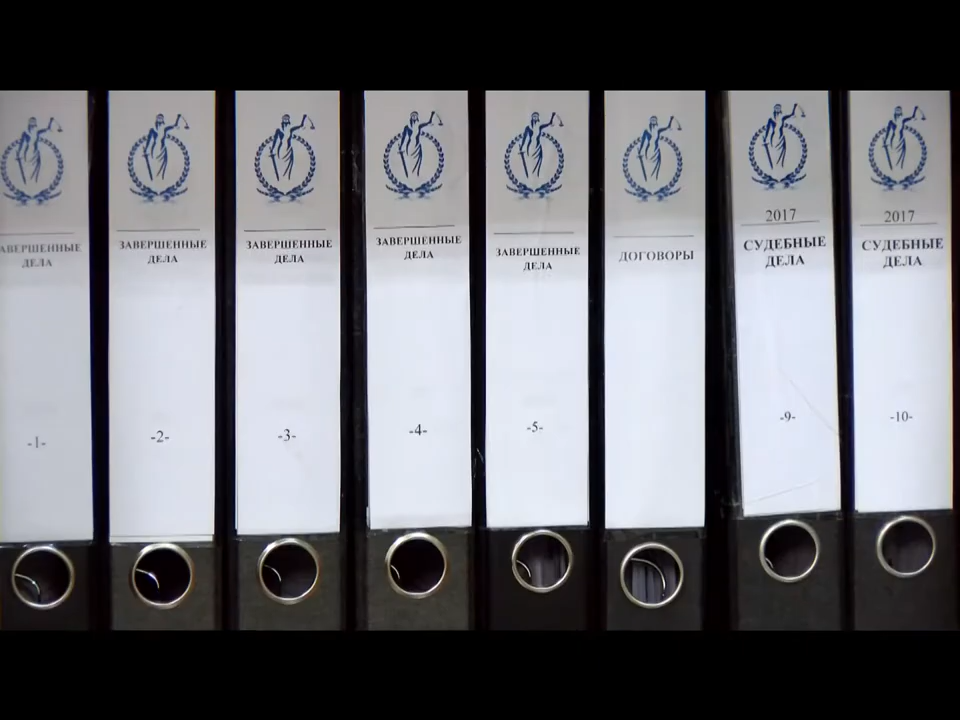 АВЕРШЕННЫЕ
ДЕЛА
-1-
ЗАВЕРШЕННЫЕ
ДЕЛА
-2-
ЗАВЕРШЕННЫЕ
ДЕЛА
-3-
ЗАВЕРШЕННЫЕ
ДЕЛА
-4-
ЗАВЕРШЕННЫЕ
ДЕЛА
-5-
ДОГОВОРЫ
2017
СУДЕБНЫЕ
ДЕЛА
-9-
2017
СУДЕБНЫЕ
ДЕЛА
-10-